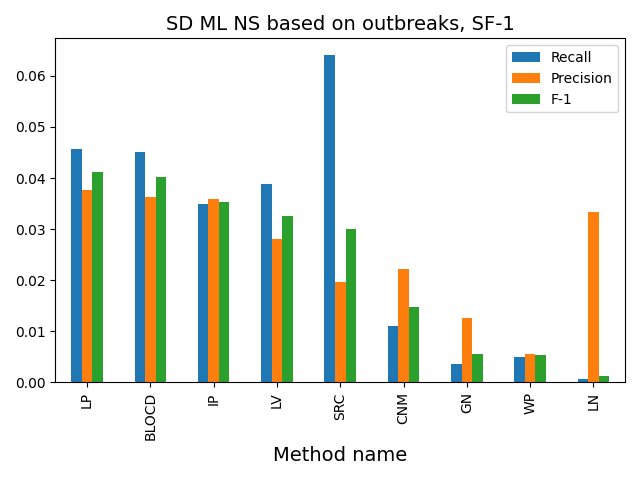 SD ML NS based on outbreaks, SF-1
Recall
Precision
F-1
0.06
0.05
0.04
0.03
0.02
0.01
0.00
LP
BLOCD
IP
LV
SRC
CNM
GN
WP
LN
Method name